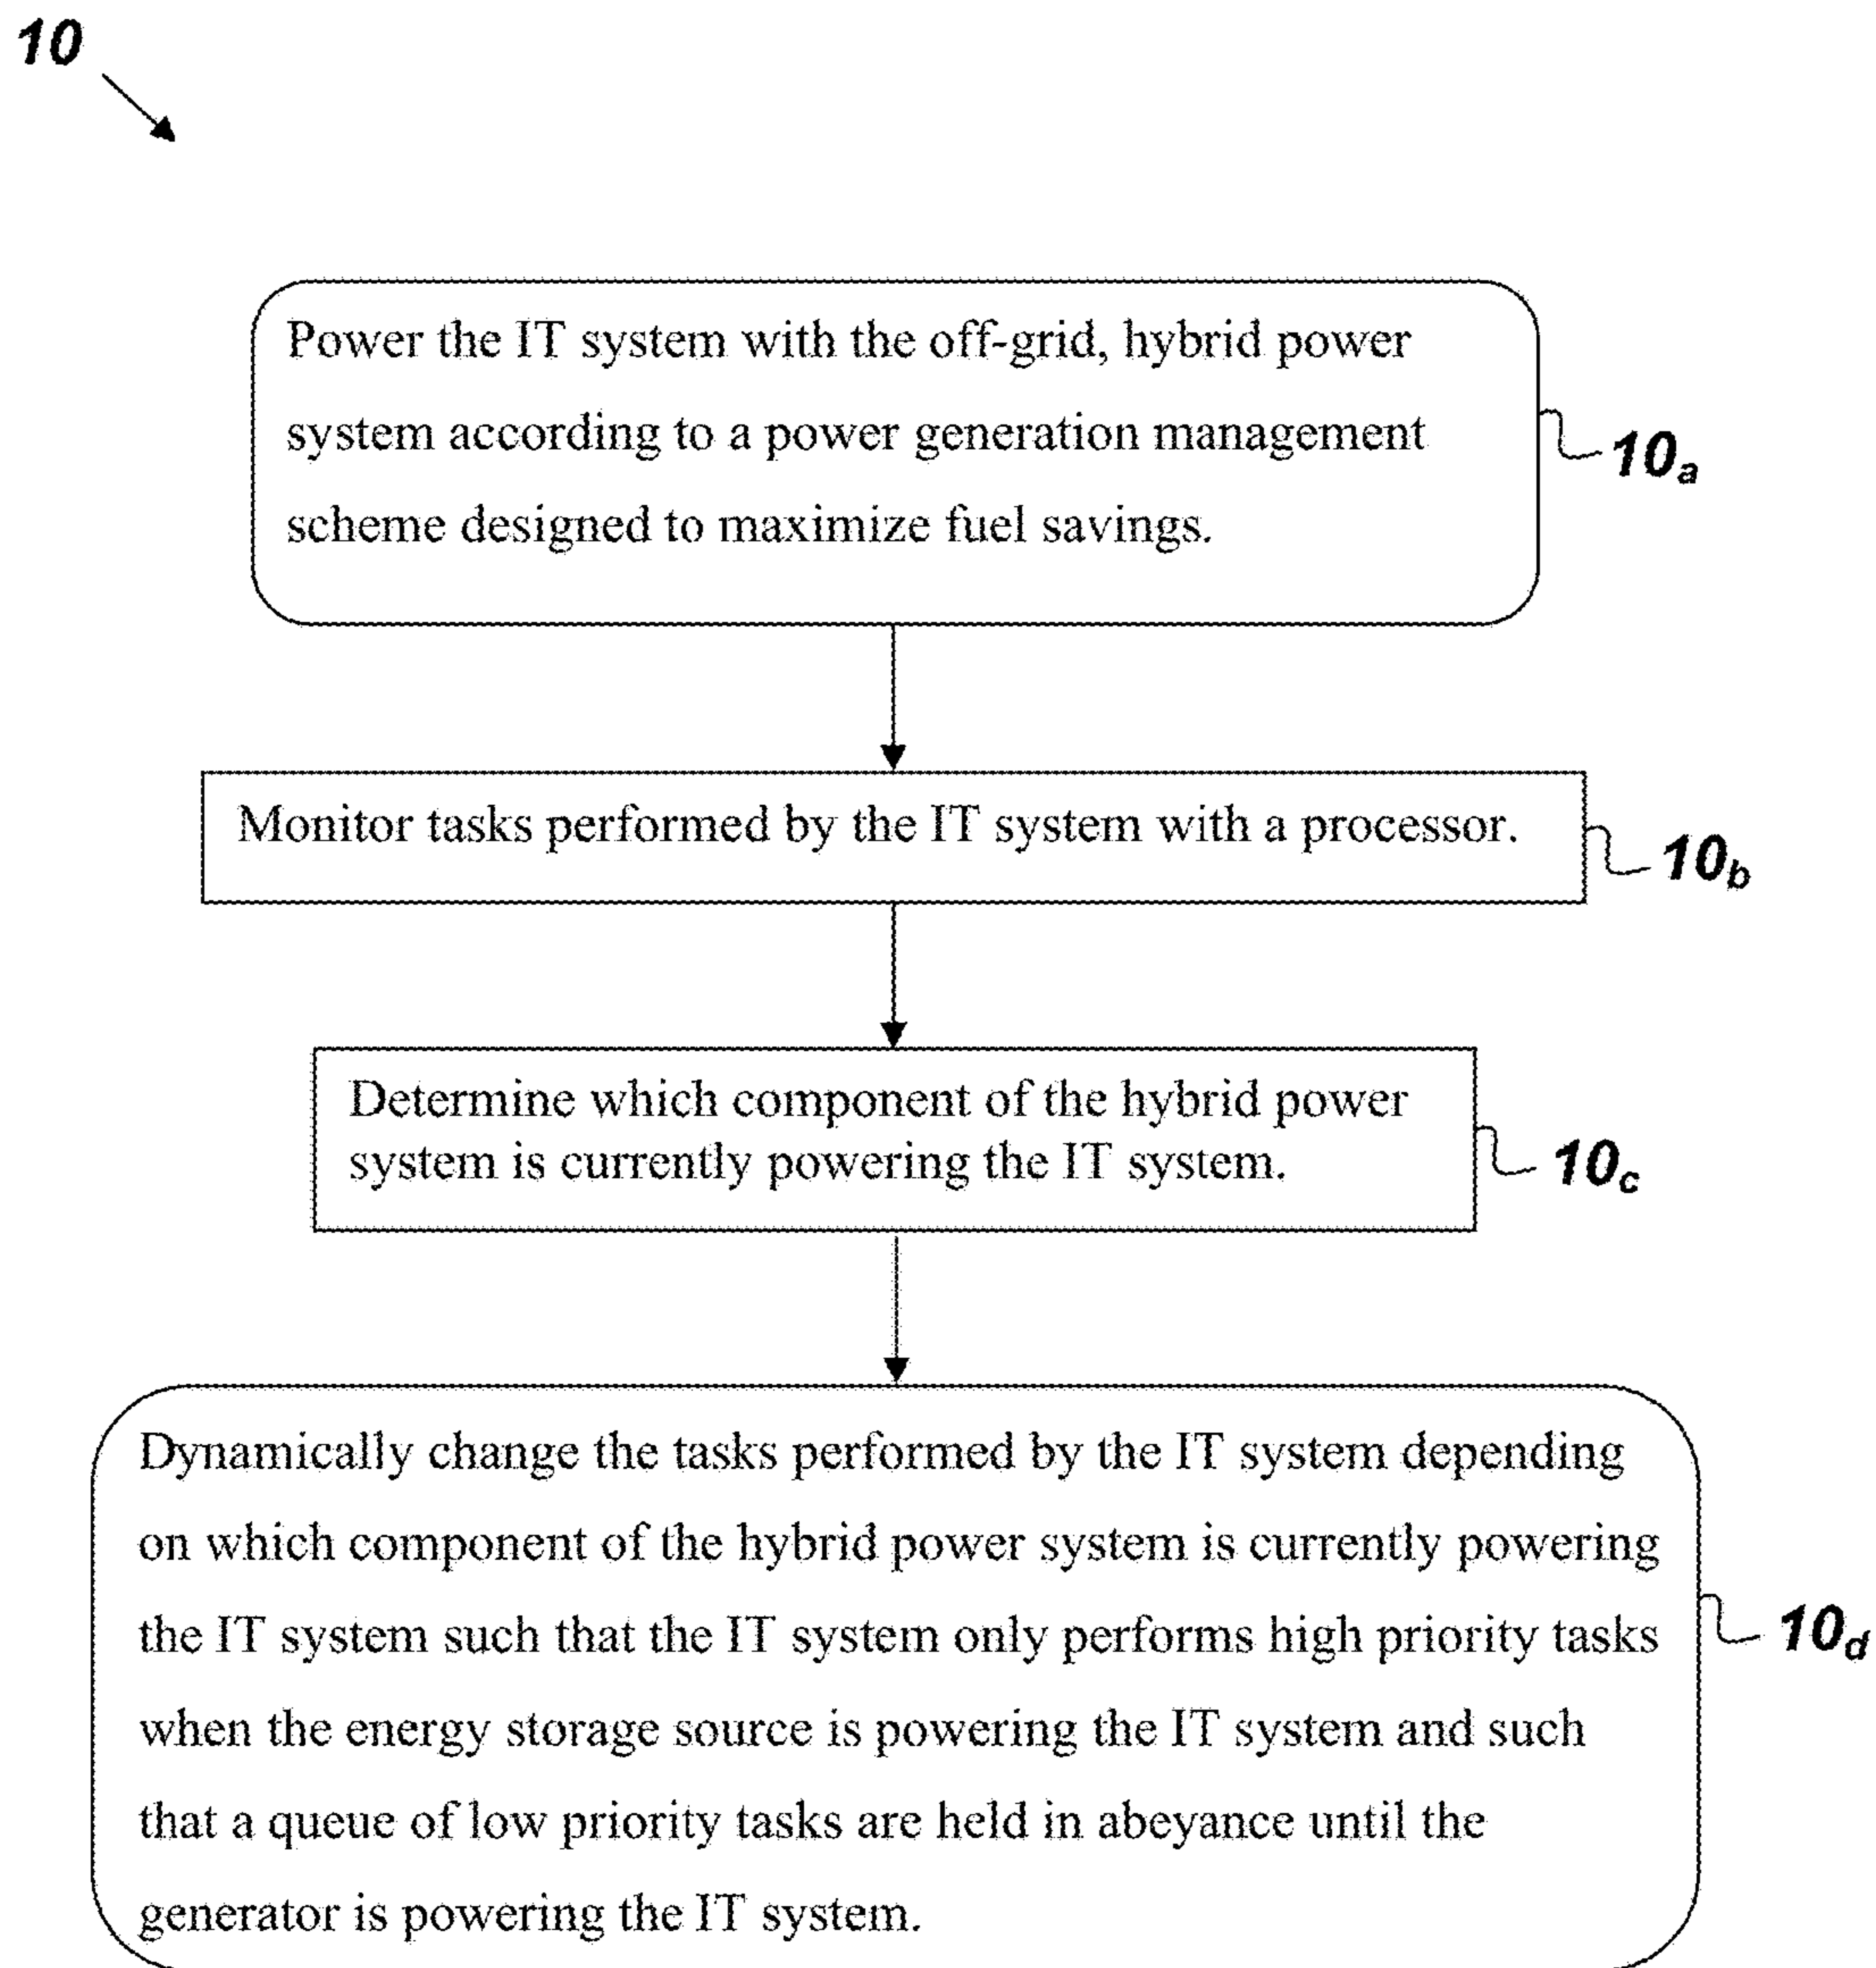 10
Power the IT system with the off-grid, hybrid power
system according to a power generation management
scheme designed to maximize fuel savings.
10a
Monitor tasks performed by the IT system with a processor.
10b
Determine which component of the hybrid power
system is currently powering the IT system.
10c
Dynamically change the tasks performed by the IT system depending
on which component of the hybrid power system is currently powering
the IT system such that the IT system only performs high priority tasks
when the energy storage source is powering the IT system and such
that a queue of low priority tasks are held in abeyance until the
generator is powering the IT system.
10d